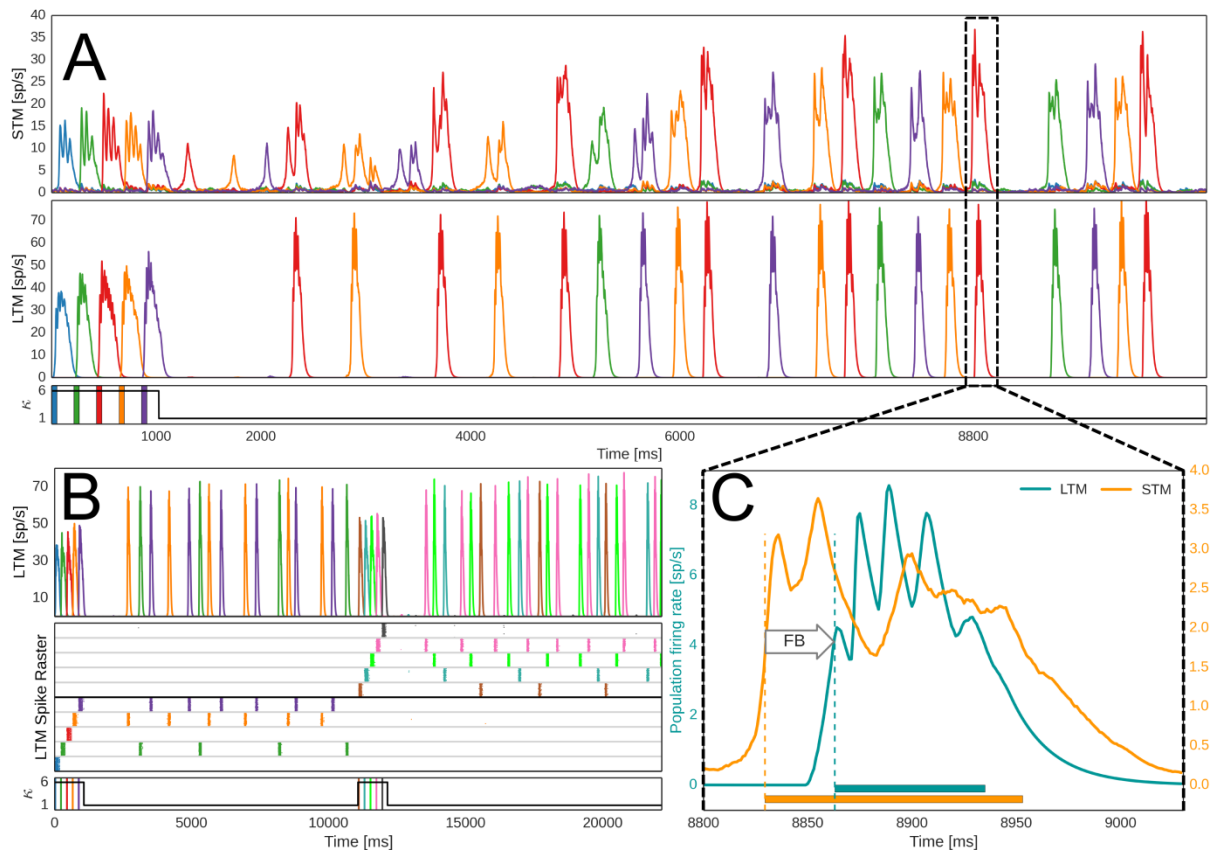 A
STM [sp/s]
40
35
30
25
20
15
10
5
0
LTM [sp/s]
70
60
50
40
30
20
10
0
κ
6
1
1000 2000 4000 6000 8800
Time [ms]
B
LTM [sp/s]
70
50
30
10
LTM Spike Raster
κ
6
1
0 5000 10000 15000 20000
Time [ms]
C
LTM STM
Population firing rate [sp/s]
8
6
4
2
0
4.0
3.5
3.0
2.5
2.0
1.5
1.0
0.5
0.0
FB
8800 8850 8900 8950 9000
Time [ms]